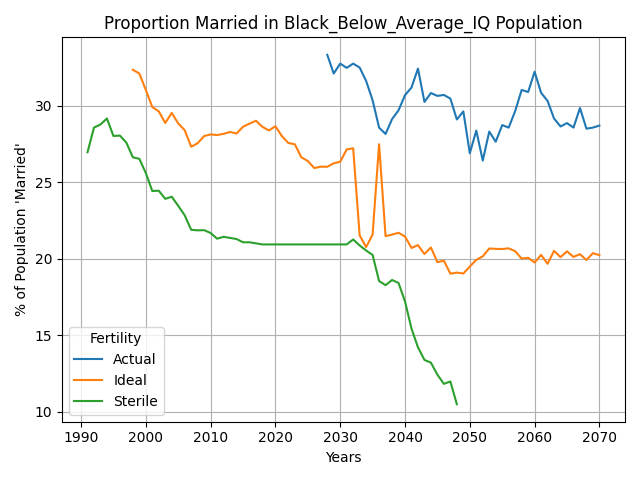 Proportion Married in Black_Below_Average_IQ Population
% of Population 'Married'
30
25
20
15
10
Fertility
Actual
Ideal
Sterile
1990 2000 2010 2020 2030 2040 2050 2060 2070
Years